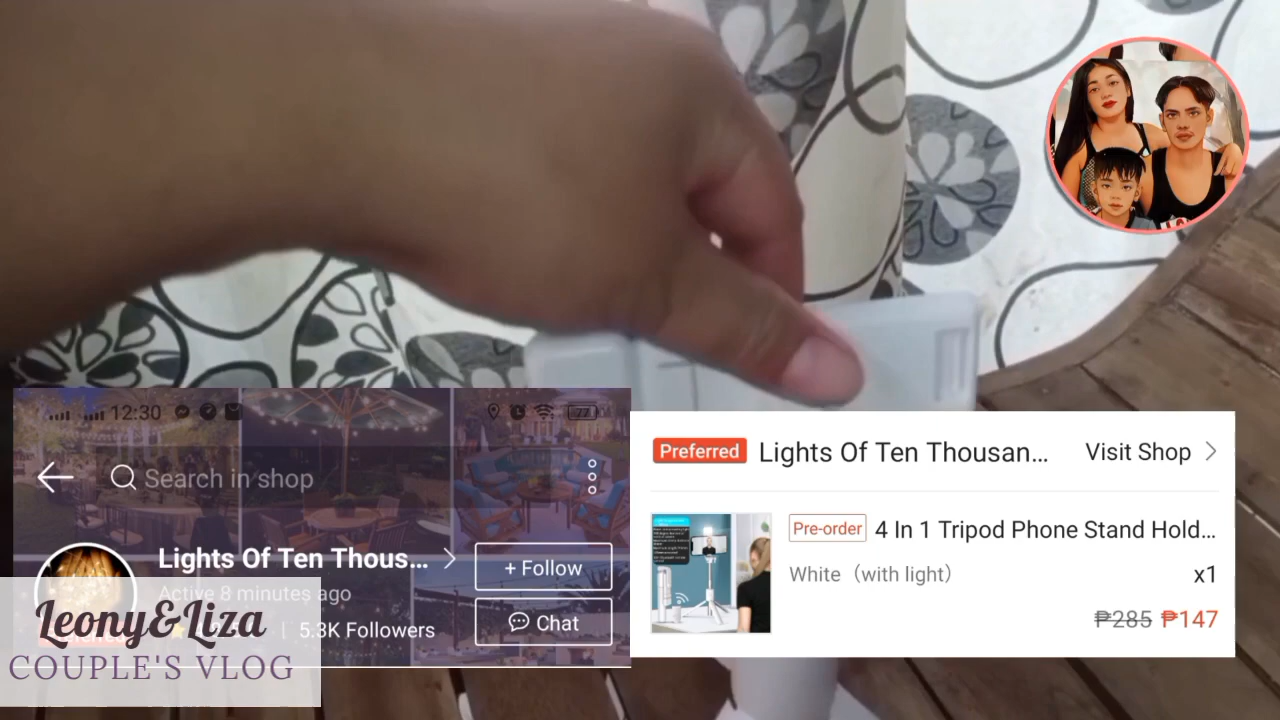 12:30
77
Search in shop
Lights Of Ten Thous...
+ Follow
Active 8 minutes ago
5.3K Followers
Chat
Leony&Liza
COUPLE'S VLOG
Preferred Lights Of Ten Thousan... Visit Shop
Pre-order 4 In 1 Tripod Phone Stand Hold...
White（with light） x1
₱285 ₱147